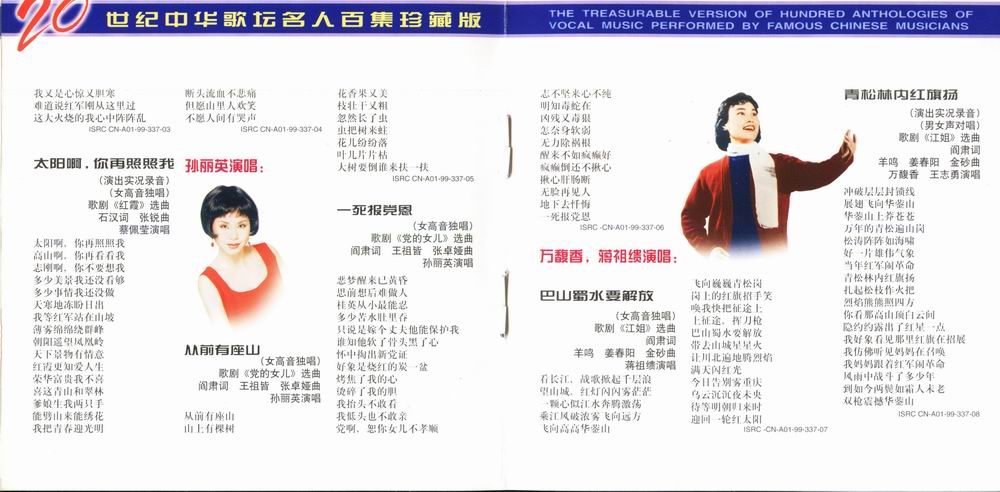 20
世纪中华歌坛名人百集珍藏版
THE TREASURABLE VERSION OF HUNDRED ANTHOLOGIES OF
VOCAL MUSIC PERFORMED BY FAMOUS CHINESE MUSICIANS
我又是心惊又胆寒
难道说红军刚从这里过
这大火烧的我心中阵阵乱
ISRC CN-A01-99-337-03
太阳啊,你再照照我
(演出实况录音)
(女高音独唱)
歌剧《红霞》选曲
石汉词 张锐曲
蔡佩莹演唱
太阳啊,你再照照我
高山啊,你再看看我
志刚啊,你不要想我
多少美景我还没看够
多少事情我还没做
天寒地冻盼日出
我等红军站在山坡
薄雾绵绵绕群峰
朝阳遥望凤凰岭
天下景物有情意
红霞更知爱人生
荣华富贵我不喜
喜这青山和翠林
爹娘生我两只手
能劈山来能绣花
我把青春迎光明
断头流血不悲痛
但愿山里人欢笑
不愿人间有哭声
ISRC CN-A01-99-337-04
孙丽英演唱:
从前有座山
(女高音独唱)
歌剧《党的女儿》选曲
阎肃词 王祖皆 张卓娅曲
孙丽英演唱
从前有座山
山上有棵树
花香果又美
枝壮干又粗
忽然长了虫
虫把树来蛀
花儿纷纷落
叶儿片片枯
大树要倒谁来扶一扶
ISRC CN-A01-99-337-05
一死报党恩
(女高音独唱)
歌剧《党的女儿》选曲
阎肃词 王祖皆 张卓娅曲
孙丽英演唱
恶梦醒来已黄昏
思前想后难做人
桂英从小最能忍
多少苦水肚里吞
只说是嫁个丈夫他能保护我
谁知他软了骨头黑了心
怀中掏出新党证
好象是烧红的炭一盆
烤焦了我的心
烧碎了我的胆
我抬头不敢看
我低头也不敢亲
党啊,恕你女儿不孝顺
志不坚来心不纯
明知毒蛇在
凶残又毒狠
怎奈身软弱
无力除祸根
醒来不如疯癫好
疯癫倒还不揪心
揪心肝肠断
无脸再见人
地下去忏悔
一死报党恩
ISRC -CN-A01-99-337-06
万馥香,蒋祖缋演唱:
巴山蜀水要解放
(女高音独唱)
歌剧《江姐》选曲
阎肃词
羊鸣 姜春阳 金砂曲
蒋祖缋演唱
看长江,战歌掀起千层浪
望山城,红灯闪闪雾茫茫
一颗心似江水奔腾激荡
乘江风破浓雾飞向远方
飞向高高华蓥山
飞向巍巍青松岗
岗上的红旗招手笑
唤我快把征途上
上征途,挥刀枪
巴山蜀水要解放
带去山城星星火
让川北遍地腾烈焰
满天闪红光
今日告别雾重庆
乌云沉沉夜未央
待等明朝归来时
迎回一轮红太阳
ISRC -CN-A01-99-337-07
青松林内红旗扬
(演出实况录音)
(男女声对唱)
歌剧《江姐》选曲
阎肃词
羊鸣 姜春阳 金砂曲
万馥香 王志勇演唱
冲破层层封锁线
展翅飞向华蓥山
华蓥山上莽苍苍
万年的青松遍山岗
松涛阵阵如海啸
好一片雄伟气象
当年红军闹革命
青松林内红旗扬
扎起松枝作火把
烈焰熊熊照四方
你看那高山顶白云间
隐约约露出了红星一点
我好象看见那里红旗在招展
我仿佛听见妈妈在召唤
我妈妈跟着红军闹革命
风雨中战斗了多少年
到如今两鬓如霜人未老
双枪震撼华蓥山
ISRC CN-A01-99-337-08